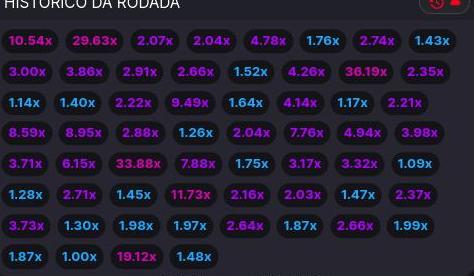 HISTÓRICO DA RODADA
10.54x 29.63x 2.07x 2.04x 4.78x 1.76x 2.74x 1.43x
3.00x 3.86x 2.91x 2.66x 1.52x 4.26x 36.19x 2.35x
1.14x 1.40x 2.22x 9.49x 1.64x 4.14x 1.17x 2.21x
8.59x 8.95x 2.88x 1.26x 2.04x 7.76x 4.94x 3.98x
3.71x 6.15x 33.88x 7.88x 1.75x 3.17x 3.32x 1.09x
1.28x 2.71x 1.45x 11.73x 2.16x 2.03x 1.47x 2.37x
3.73x 1.30x 1.98x 1.97x 2.64x 1.87x 2.66x 1.99x
1.87x 1.00x 19.12x 1.48x